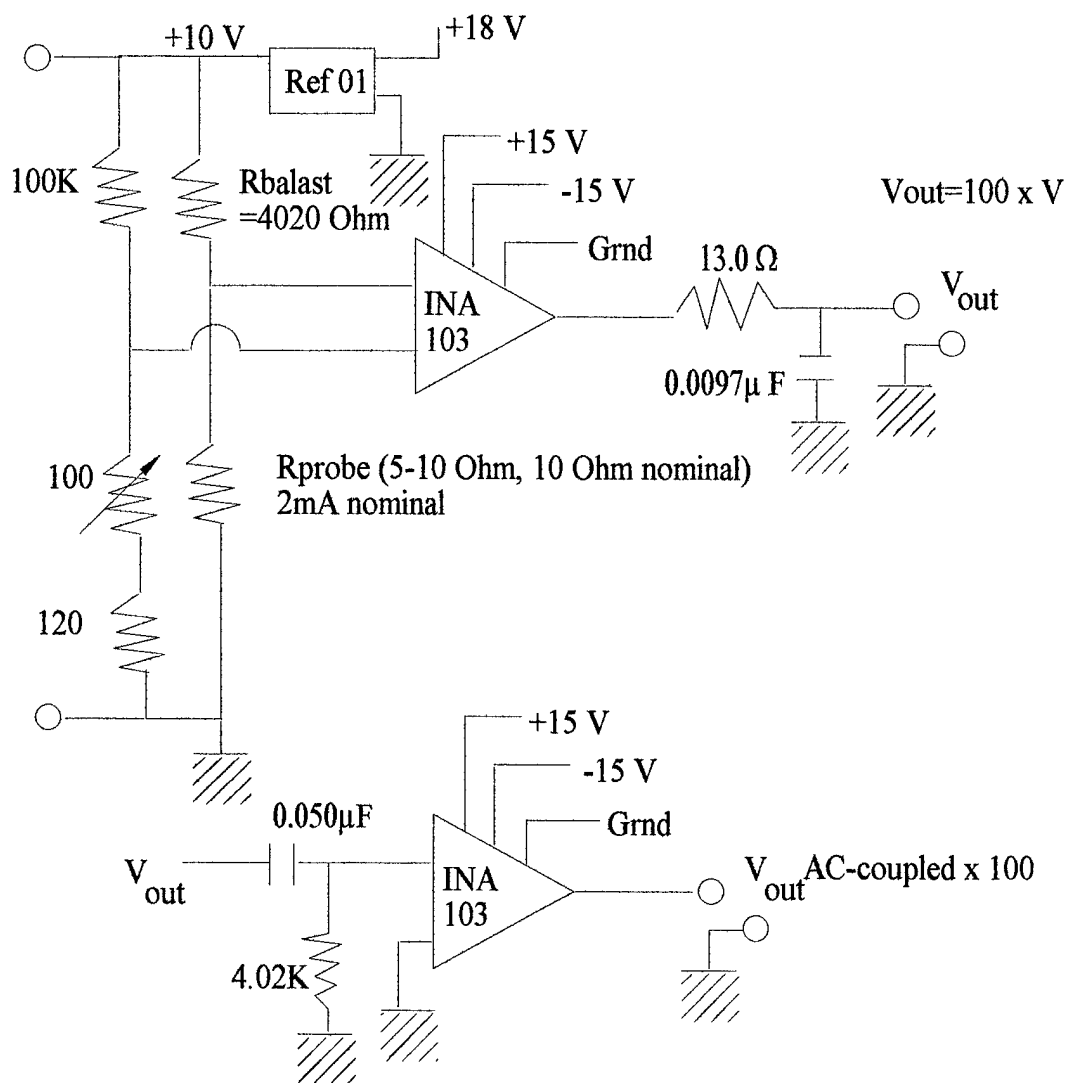 +10 V
+18 V
Ref 01
100K
Rbalast
=4020 Ohm
+15 V
-15 V
Grnd
Vout=100 x V
INA
103
13.0 Ω
Vout
0.0097μ F
100
Rprobe (5-10 Ohm, 10 Ohm nominal)
2mA nominal
120
+15 V
-15 V
Grnd
0.050μF
Vout
INA
103
Vout AC-coupled x 100
4.02K